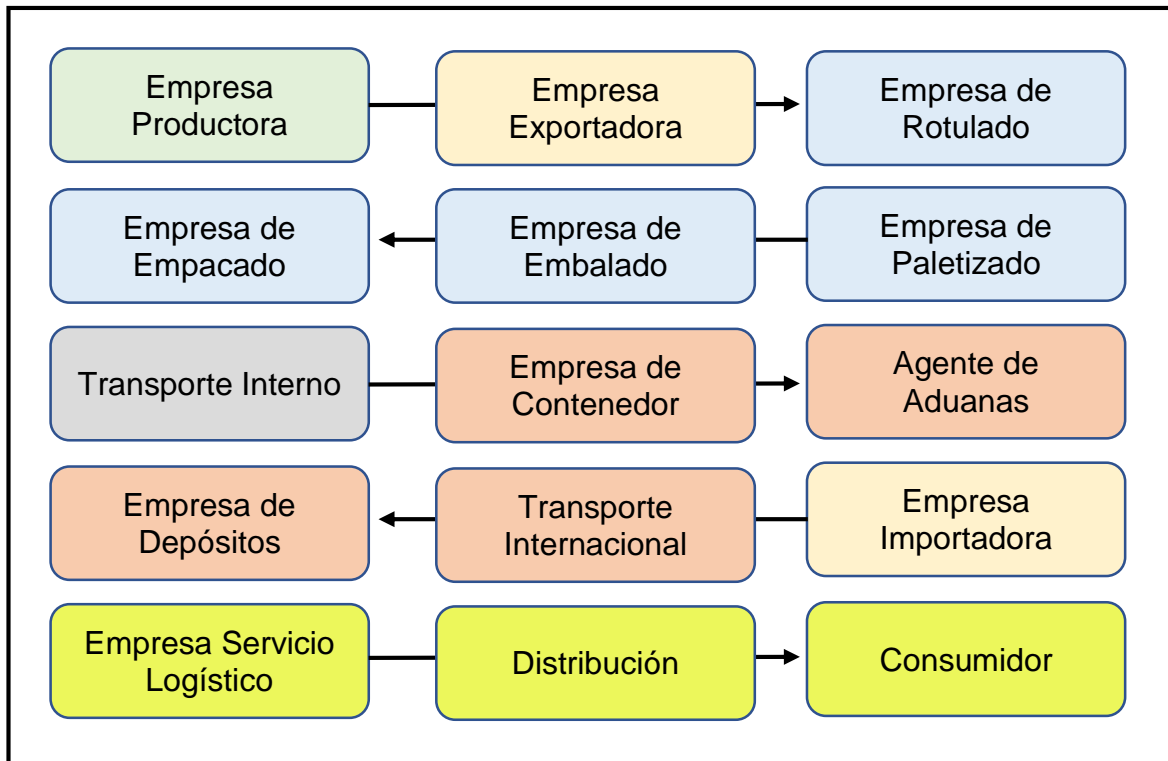 Empresa
Productora
Empresa
Exportadora
Empresa de
Rotulado
Empresa de
Empacado
Empresa de
Embalado
Empresa de
Paletizado
Transporte Interno
Empresa de
Contenedor
Agente de
Aduanas
Empresa de
Depósitos
Transporte
Internacional
Empresa
Importadora
Empresa Servicio
Logístico
Distribución
Consumidor